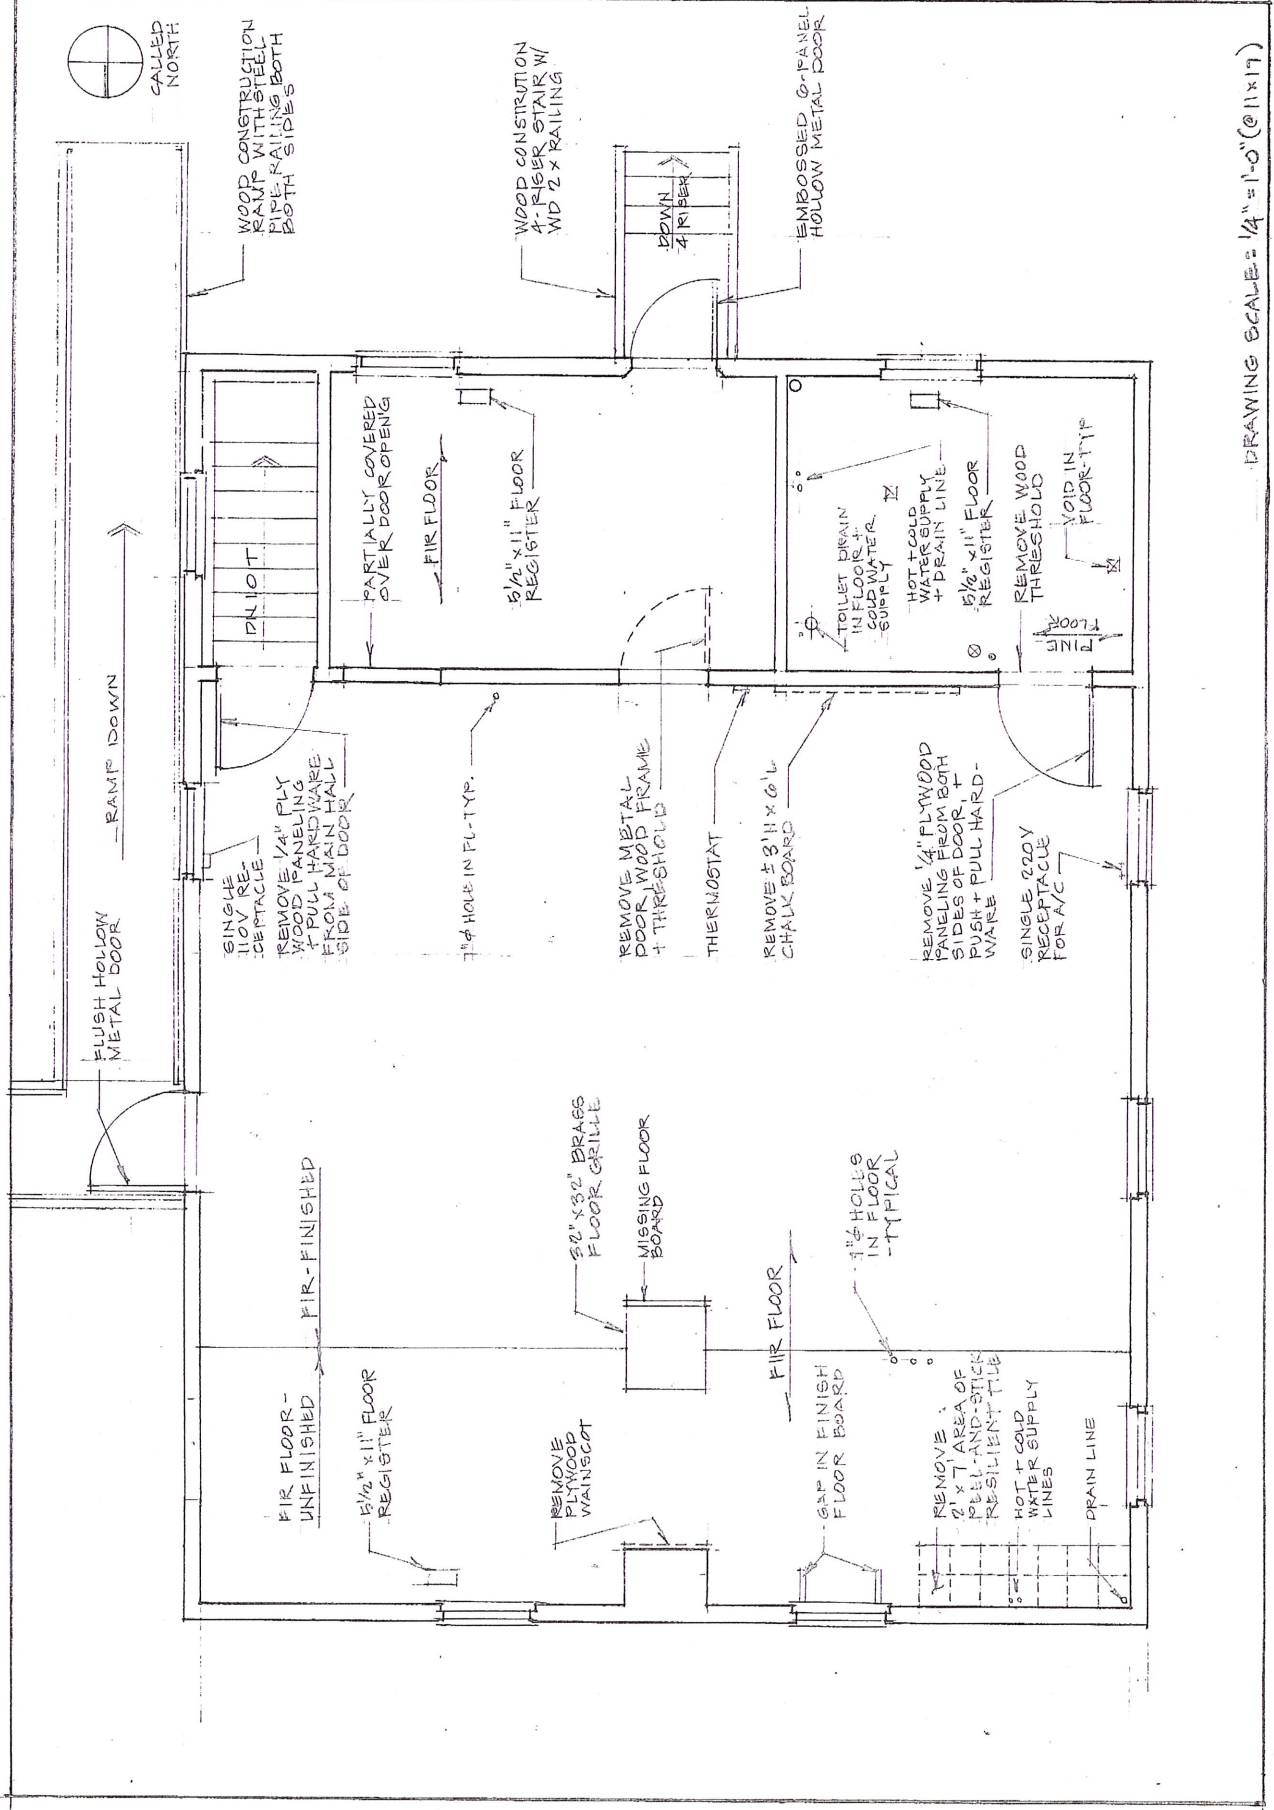 CALLED
NORTH
WOOD CONSTRUCTION
RAMP WITH STEEL
PIPE RAILING BOTH
BOTH SIDES
WOOD CONSTRUTION
4-RISER STAIR W/
WD 2X RAILING
DOWN
4 RISER
EMBOSSED 6-PANEL
HOLLOW METAL DOOR
RAMP DOWN
FLUSH HOLLOW
METAL DOOR
DN 10T
PARTIALLY COVERED
OVER DOOR OPEN'G
FIR FLOOR
5½" x 11" FLOOR
REGISTER
TOILET DRAIN
IN FLOOR +
COLD WATER
SUPPLY
HOT + COLD
WATER SUPPLY
+ DRAIN LINE
5½" x 11" FLOOR
REGISTER
REMOVE WOOD
THRESHOLD
VOID IN
FLOOR-TYP
PINE
FLOOR
SINGLE
110V RE-
CEPTACLE
REMOVE ¼" PLY
WOOD PANELING
+ PULL HARDWARE
FROM MAIN HALL
SIDE OF DOOR
1"ϕ HOLE IN FL-TYP.
REMOVE METAL
DOOR, WOOD FRAME
+ THRESHOLD
THERMOSTAT
REMOVE ± 3'H x 6'L
CHALK BOARD
REMOVE ¼" PLYWOOD
PANELING FROM BOTH
SIDES OF DOOR, +
PUSH + PULL HARD-
WARE
SINGLE 220V
RECEPTACLE
FOR A/C
FIR FLOOR-
UNFINISHED
FIR-FINISHED
32" x 32" BRASS
FLOOR GRILLE
MISSING FLOOR
BOARD
FIR FLOOR
1"ϕ HOLES
IN FLOOR
-TYPICAL
5½" x 11" FLOOR
REGISTER
REMOVE
PLYWOOD
WAINSCOT
GAP IN FINISH
FLOOR BOARD
REMOVE
2' x 7' AREA OF
PEEL-AND-STICK
RESILIENT TILE
HOT + COLD
WATER SUPPLY
LINES
DRAIN LINE
DRAWING SCALE: ¼" = 1'-0" (@ 11x17)